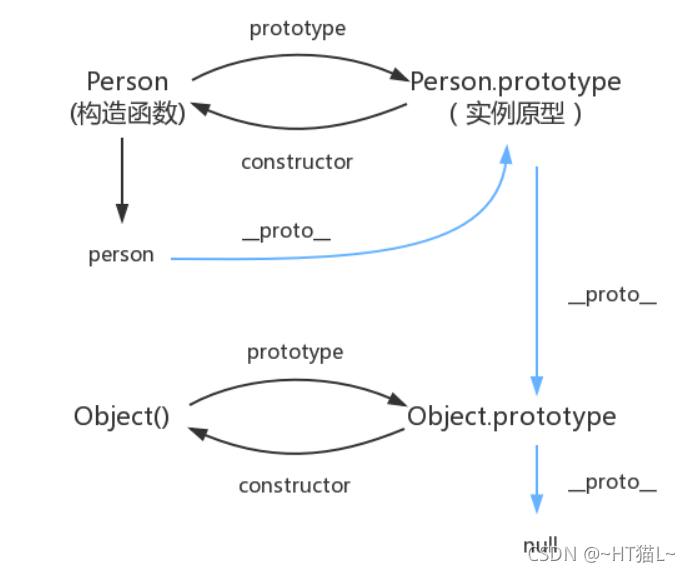 prototype
Person
Person.prototype
(构造函数)
( 实例原型 )
constructor
__proto__
person
__proto__
prototype
Object()
Object.prototype
constructor
__proto__
null
CSDN @~HT猫L~